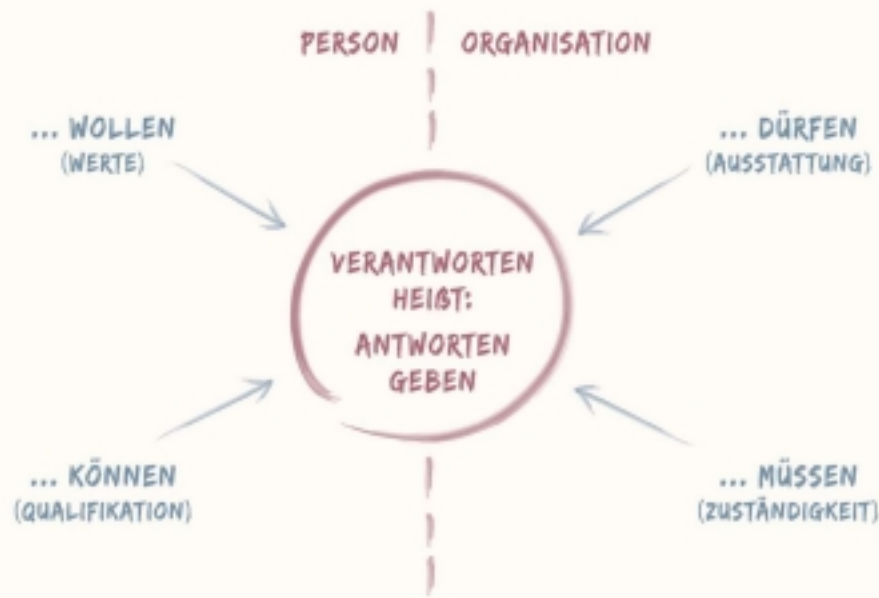 PERSON ORGANISATION
... WOLLEN
(WERTE)
... DÜRFEN
(AUSSTATTUNG)
VERANTWORTEN
HEIßT:
ANTWORTEN
GEBEN
... KÖNNEN
(QUALIFIKATION)
... MÜSSEN
(ZUSTÄNDIGKEIT)